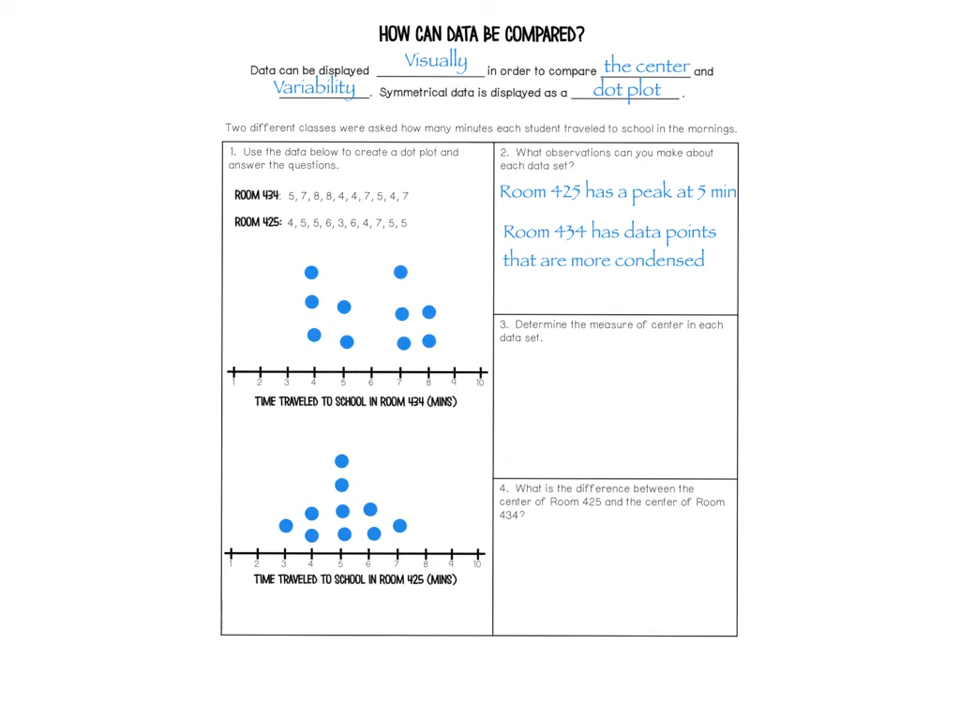 HOW CAN DATA BE COMPARED?
Data can be displayed Visually in order to compare the center and
Variability. Symmetrical data is displayed as a dot plot.
Two different classes were asked how many minutes each student traveled to school in the mornings.
1. Use the data below to create a dot plot and
answer the questions.
ROOM 434: 5, 7, 8, 8, 4, 4, 7, 5, 4, 7
ROOM 425: 4, 5, 5, 6, 3, 6, 4, 7, 5, 5
1 2 3 4 5 6 7 8 9 10
TIME TRAVELED TO SCHOOL IN ROOM 434 (MINS)
1 2 3 4 5 6 7 8 9 10
TIME TRAVELED TO SCHOOL IN ROOM 425 (MINS)
2. What observations can you make about
each data set?
Room 425 has a peak at 5 min
Room 434 has data points
that are more condensed
3. Determine the measure of center in each
data set.
4. What is the difference between the
center of Room 425 and the center of Room
434?